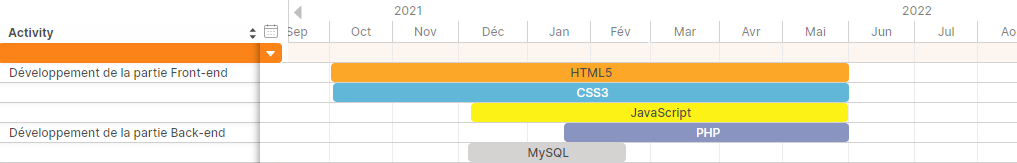 2021 2022
Activity Sep Oct Nov Déc Jan Fév Mar Avr Mai Jun Jul Ao
Développement de la partie Front-end HTML5
CSS3
JavaScript
Développement de la partie Back-end PHP
MySQL